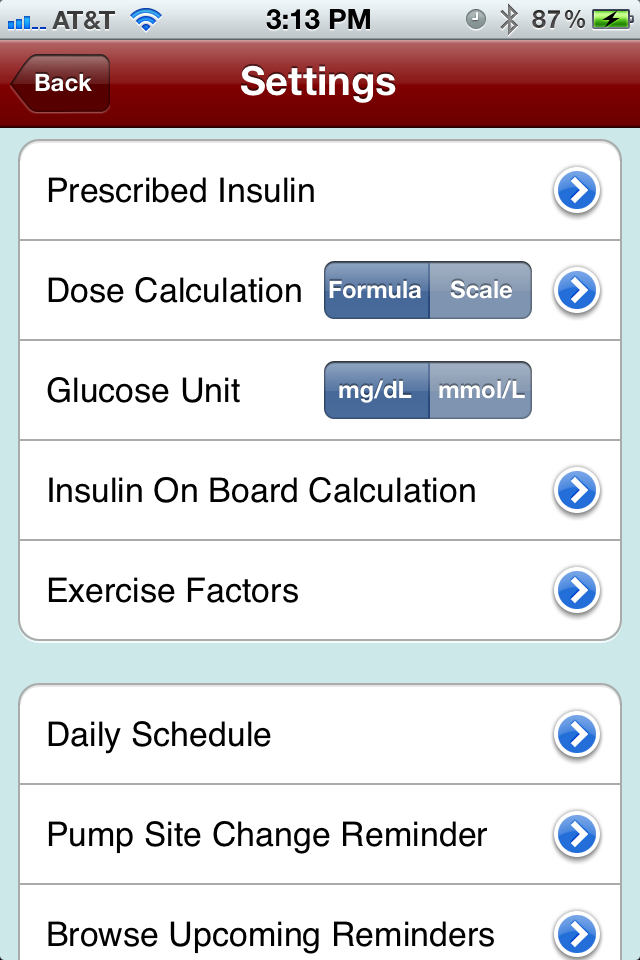 AT&T 3:13 PM 87%
Back Settings
Prescribed Insulin
Dose Calculation Formula Scale
Glucose Unit mg/dL mmol/L
Insulin On Board Calculation
Exercise Factors
Daily Schedule
Pump Site Change Reminder
Browse Upcoming Reminders